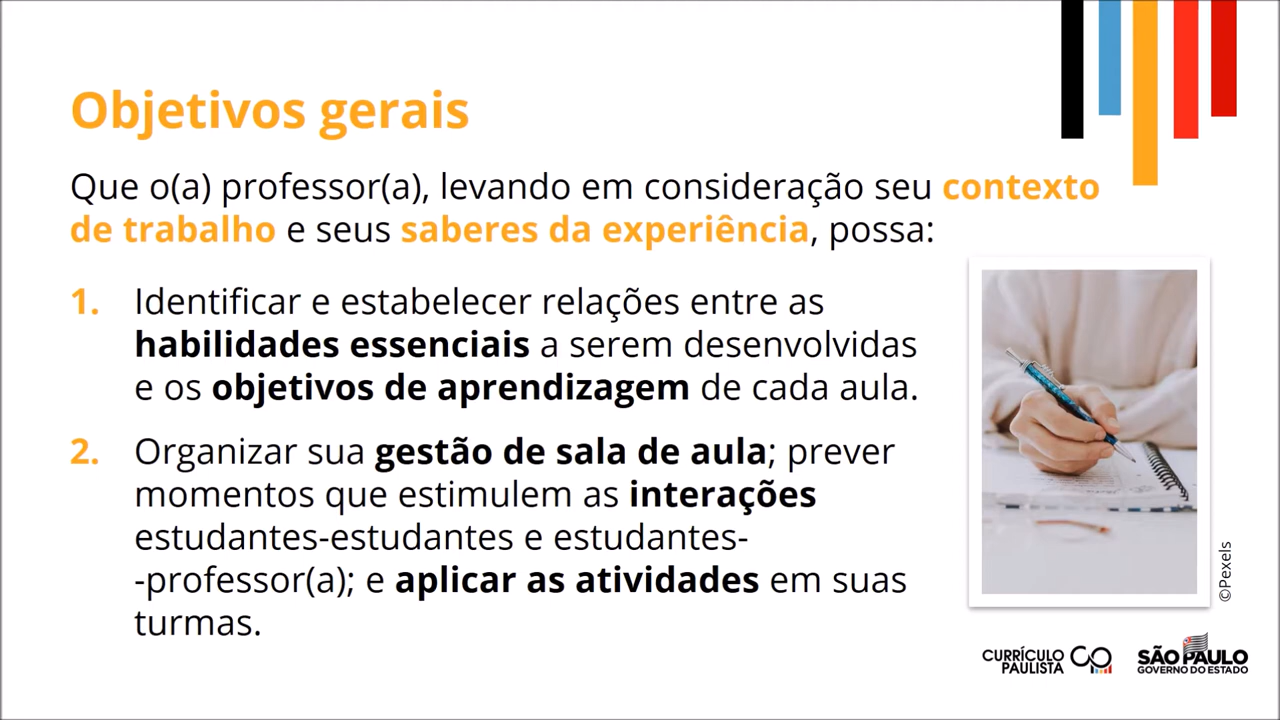 Objetivos gerais
Que o(a) professor(a), levando em consideração seu contexto
de trabalho e seus saberes da experiência, possa:
1. Identificar e estabelecer relações entre as
habilidades essenciais a serem desenvolvidas
e os objetivos de aprendizagem de cada aula.
2. Organizar sua gestão de sala de aula; prever
momentos que estimulem as interações
estudantes-estudantes e estudantes-
-professor(a); e aplicar as atividades em suas
turmas.
©Pexels
CURRÍCULO
PAULISTA
SÃO PAULO
GOVERNO DO ESTADO